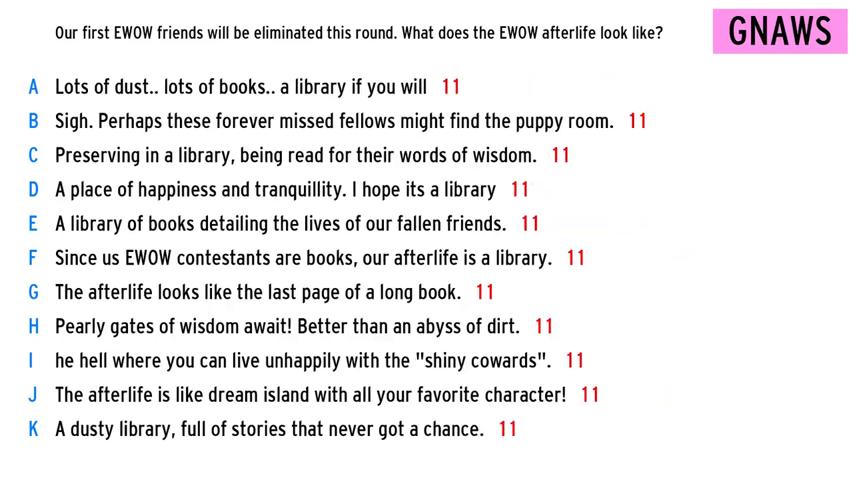 Our first EWOW friends will be eliminated this round. What does the EWOW afterlife look like?
GNAWS
A Lots of dust.. lots of books.. a library if you will 11
B Sigh. Perhaps these forever missed fellows might find the puppy room. 11
C Preserving in a library, being read for their words of wisdom. 11
D A place of happiness and tranquillity. I hope its a library 11
E A library of books detailing the lives of our fallen friends. 11
F Since us EWOW contestants are books, our afterlife is a library. 11
G The afterlife looks like the last page of a long book. 11
H Pearly gates of wisdom await! Better than an abyss of dirt. 11
I he hell where you can live unhappily with the "shiny cowards". 11
J The afterlife is like dream island with all your favorite character! 11
K A dusty library, full of stories that never got a chance. 11